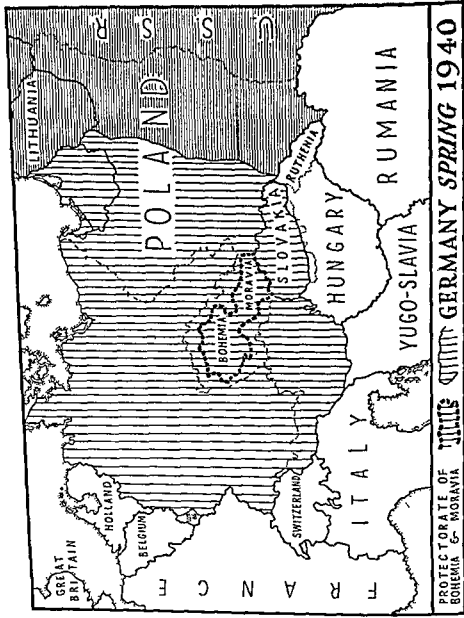 GREAT
BRITAIN
HOLLAND
BELGIUM
FRANCE
SWITZERLAND
ITALY
BOHEMIA
MORAVIA
SLOVAKIA
RUTHENIA
HUNGARY
YUGO-SLAVIA
RUMANIA
POLAND
LITHUANIA
U.S.S.R.
PROTECTORATE OF
BOHEMIA & MORAVIA
GERMANY SPRING 1940